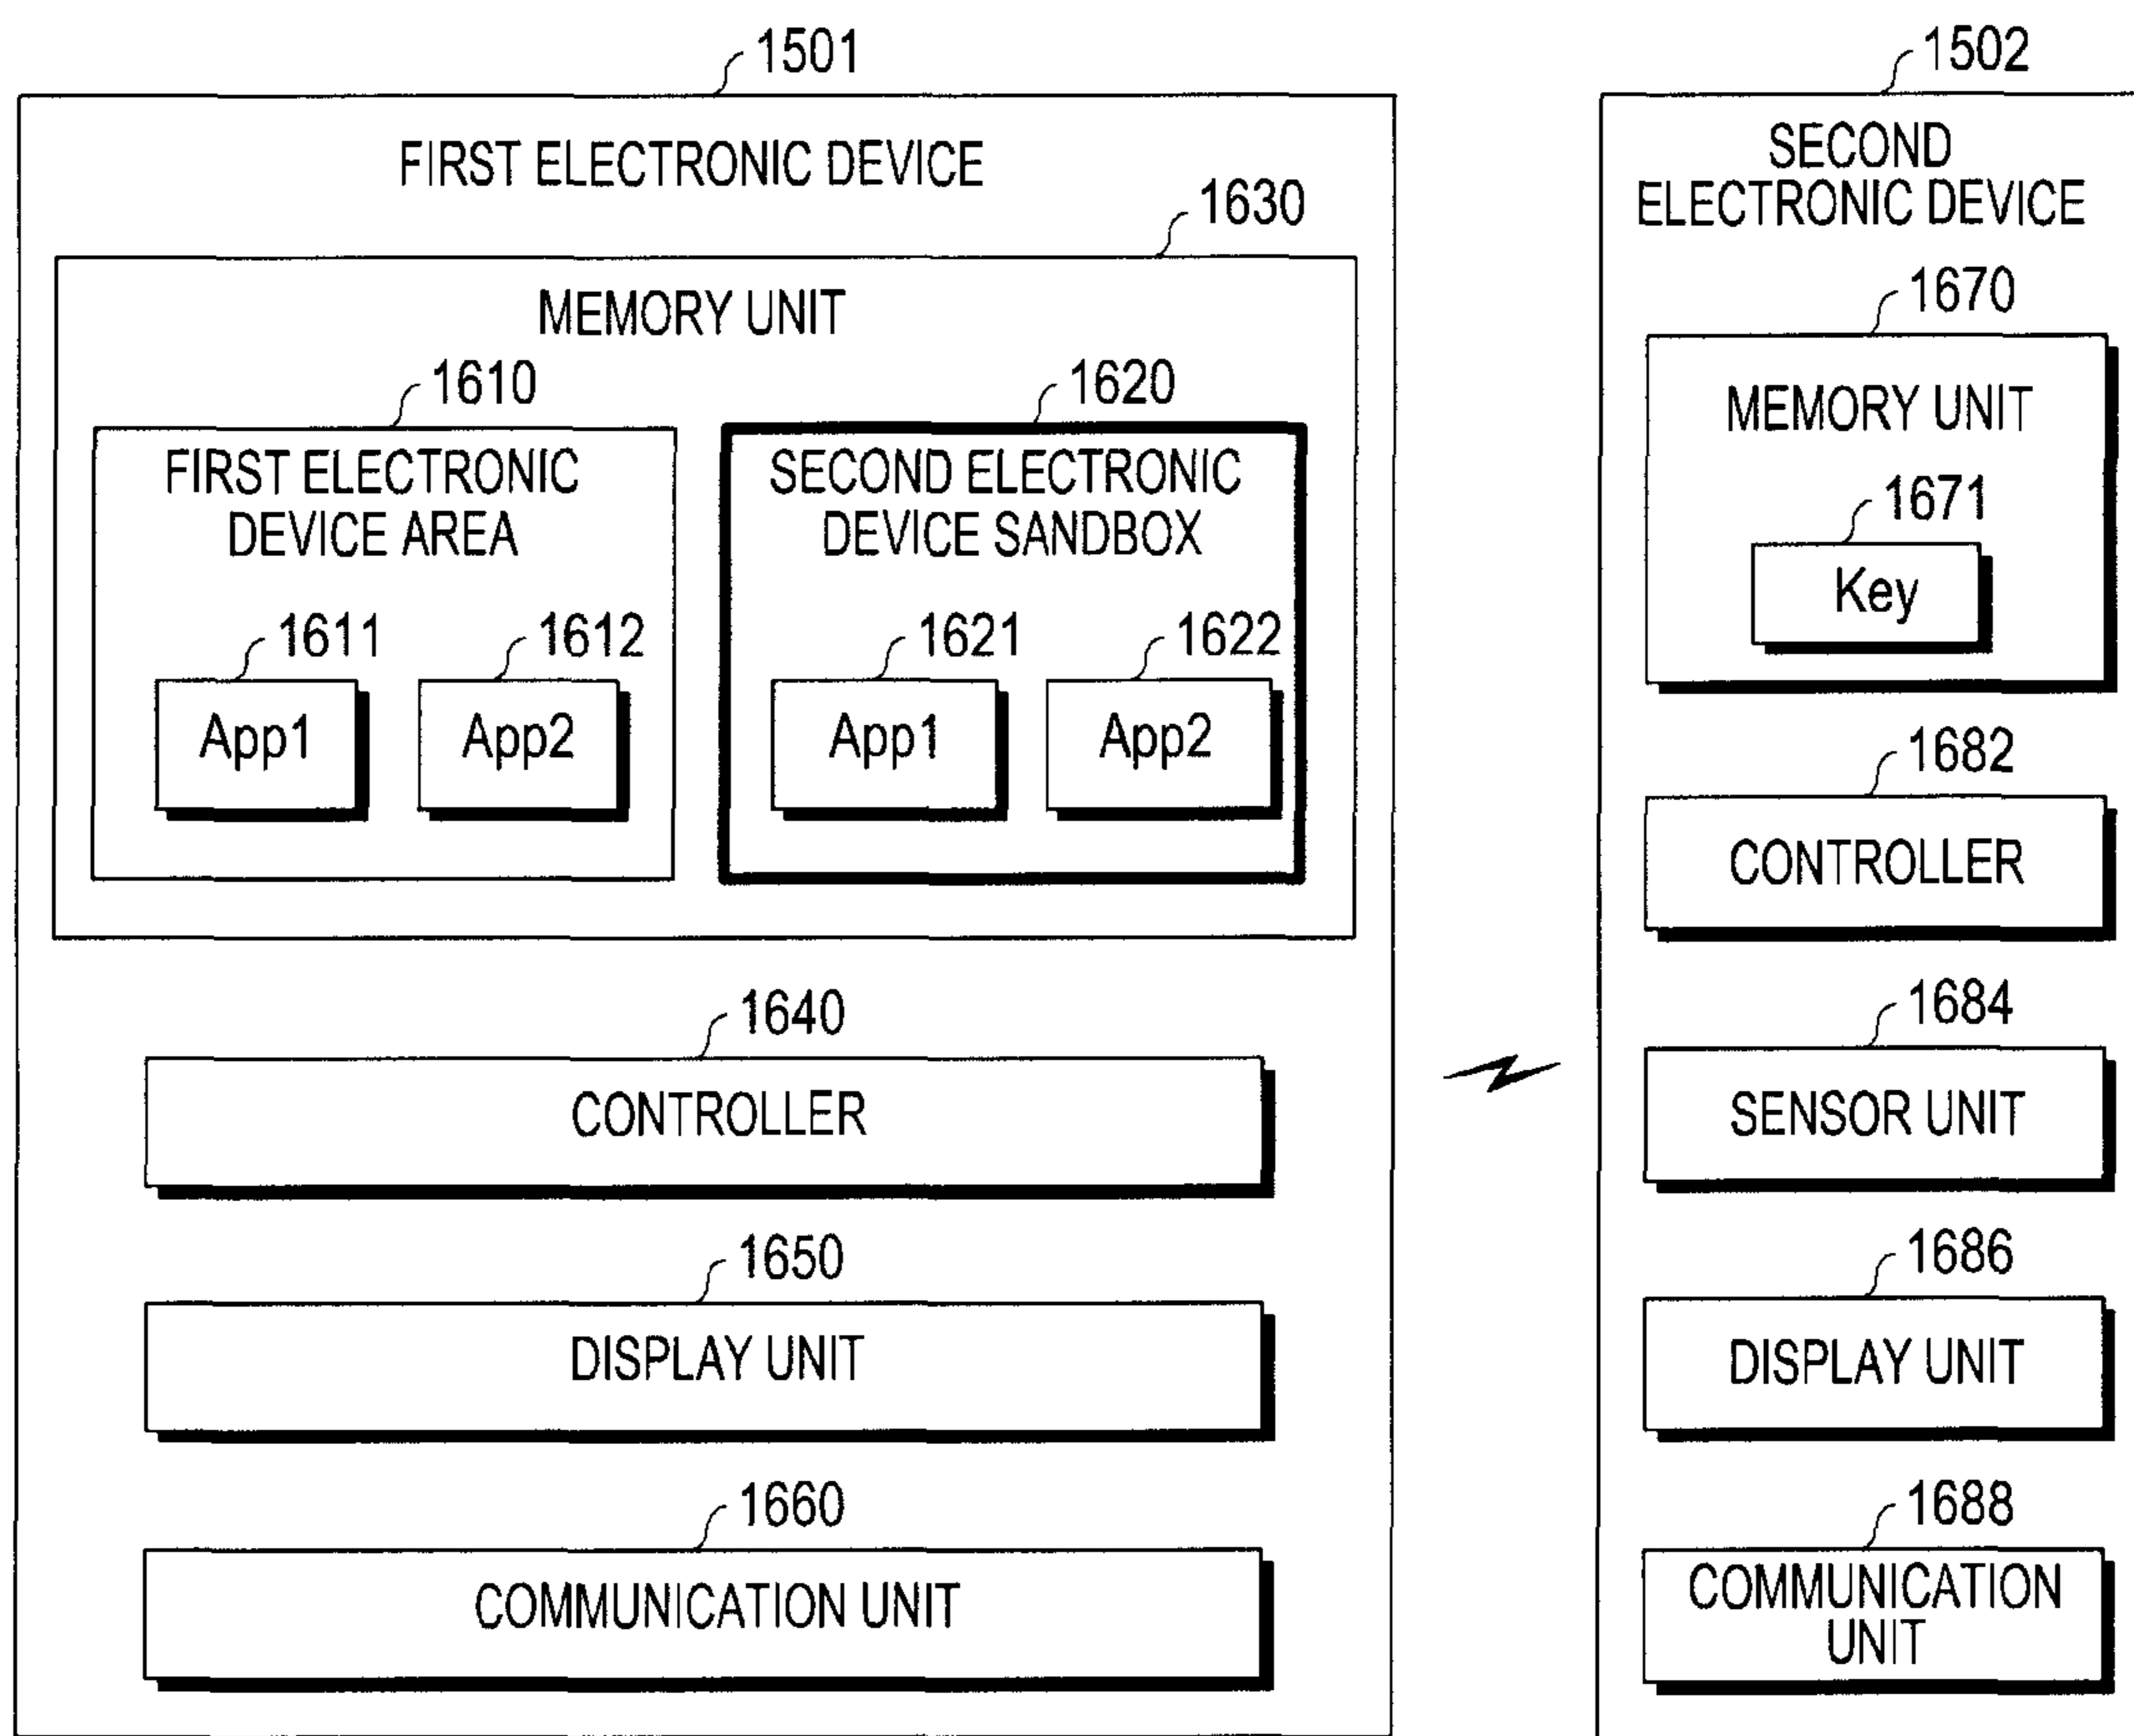 1501
FIRST ELECTRONIC DEVICE
1630
MEMORY UNIT
1610
FIRST ELECTRONIC
DEVICE AREA
1611
App1
1612
App2
1620
SECOND ELECTRONIC
DEVICE SANDBOX
1621
App1
1622
App2
1640
CONTROLLER
1650
DISPLAY UNIT
1660
COMMUNICATION UNIT
1502
SECOND
ELECTRONIC DEVICE
1670
MEMORY UNIT
1671
Key
1682
CONTROLLER
1684
SENSOR UNIT
1686
DISPLAY UNIT
1688
COMMUNICATION
UNIT